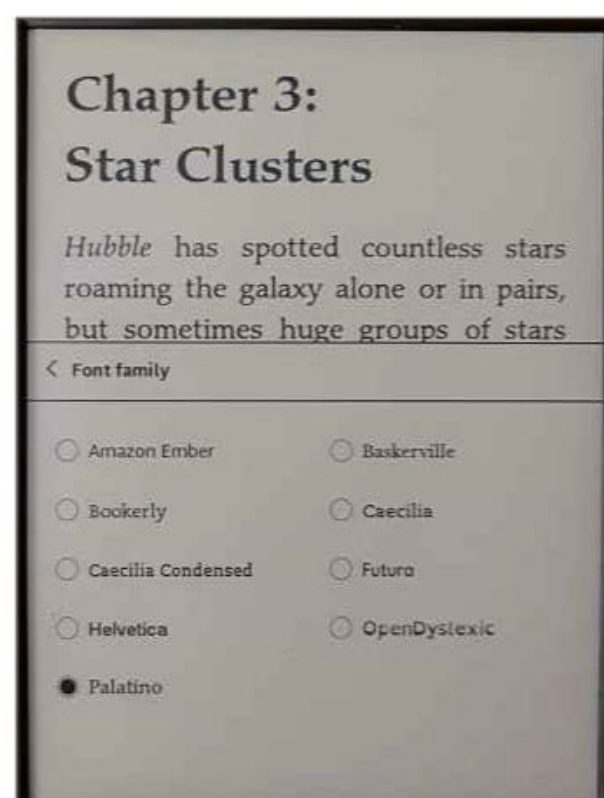 Chapter 3:
Star Clusters
Hubble has spotted countless stars
roaming the galaxy alone or in pairs,
but sometimes huge groups of stars
< Font family
Amazon Ember
Baskerville
Bookerly
Caecilia
Caecilia Condensed
Futura
Helvetica
OpenDyslexic
Palatino